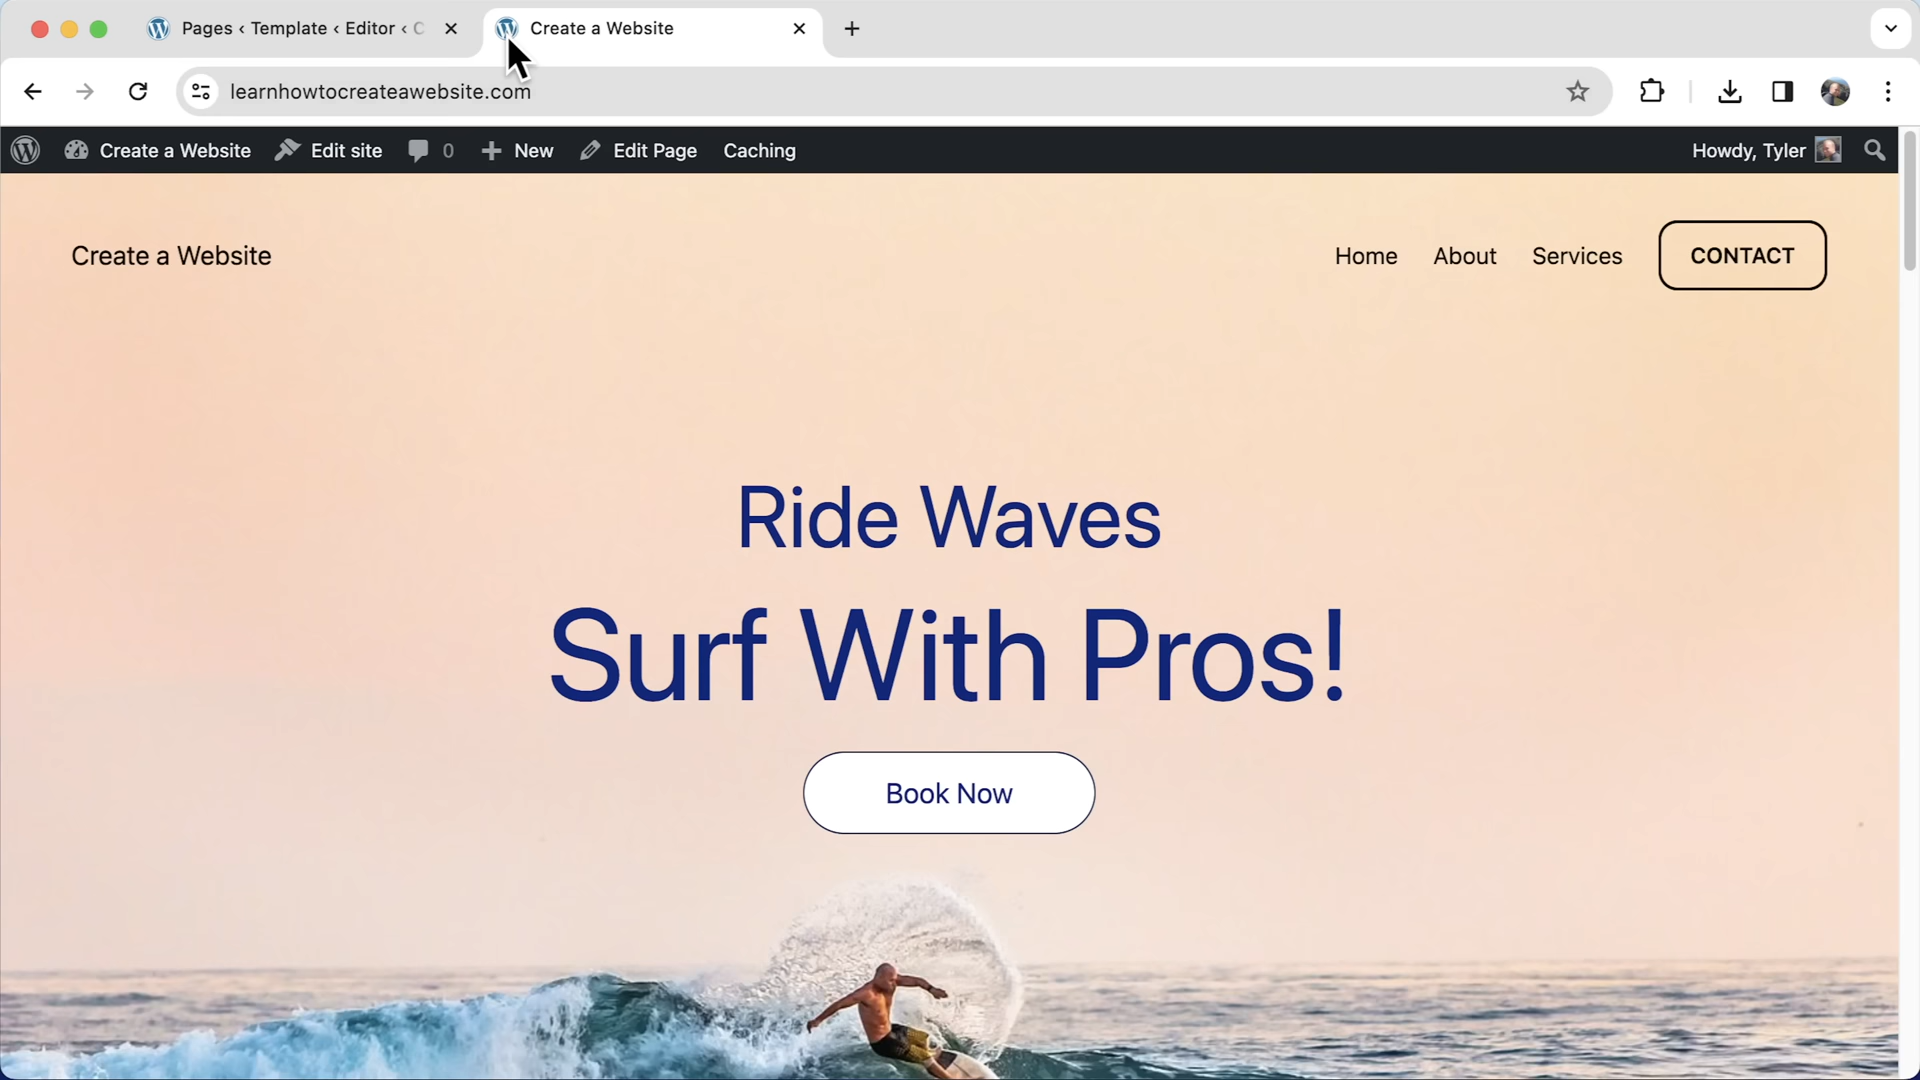 Pages ‹ Template ‹ Editor ‹ C
Create a Website
learnhowtocreateawebsite.com
Create a Website Edit site 0 New Edit Page Caching Howdy, Tyler
Create a Website Home About Services CONTACT
Ride Waves
Surf With Pros!
Book Now